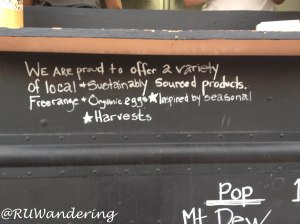 WE ARE proud to offer a variety
of local + Sustainably Sourced products.
Freerange + Organic eggs ★ Inspired by seasonal
★ Harvests
Pop
Mt Dew
@RUWandering